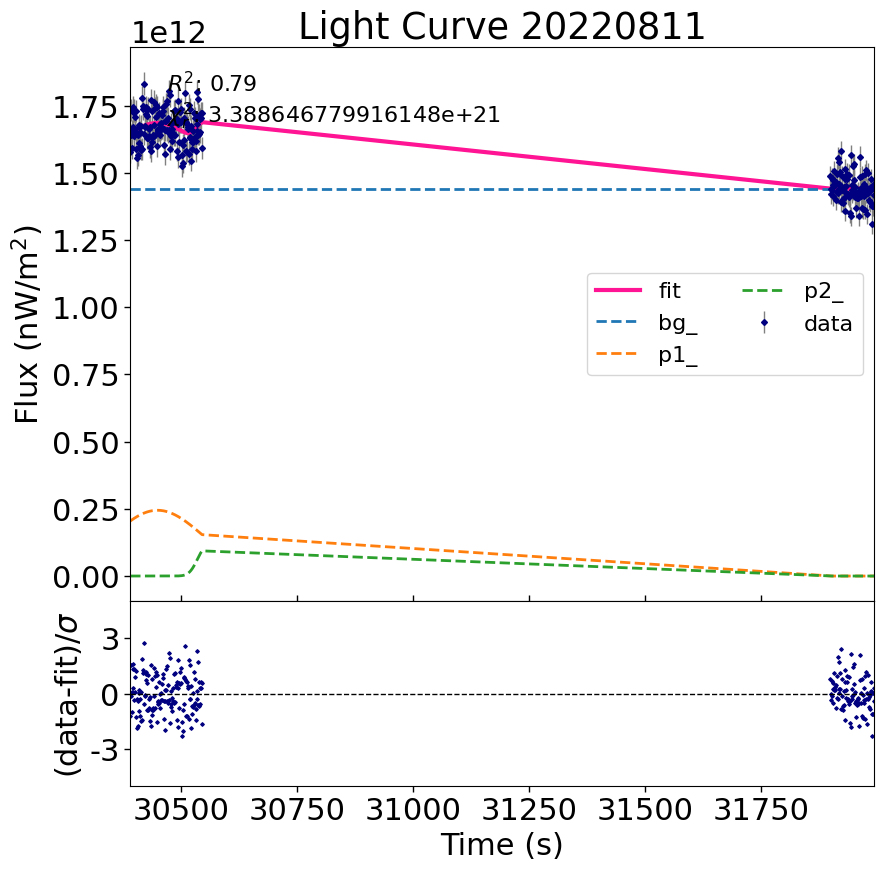 Light Curve 20220811
1e12
R²: 0.79
3.388646779916148e+21
Flux (nW/m²)
1.75
1.50
1.25
1.00
0.75
0.50
0.25
0.00
fit
bg_
p1_
p2_
data
(data-fit)/σ
3
0
-3
30500 30750 31000 31250 31500 31750
Time (s)